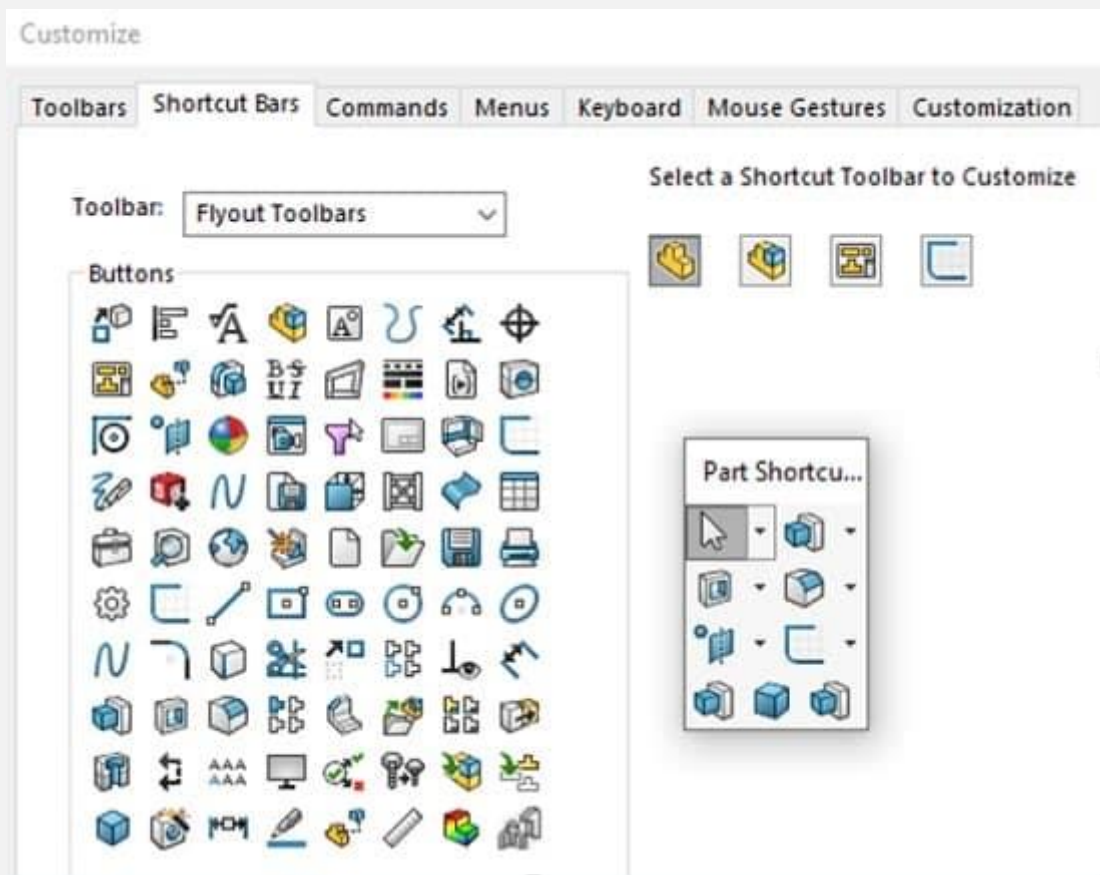 Customize
Toolbars Shortcut Bars Commands Menus Keyboard Mouse Gestures Customization
Select a Shortcut Toolbar to Customize
Toolbar: Flyout Toolbars
Buttons
Part Shortcu...